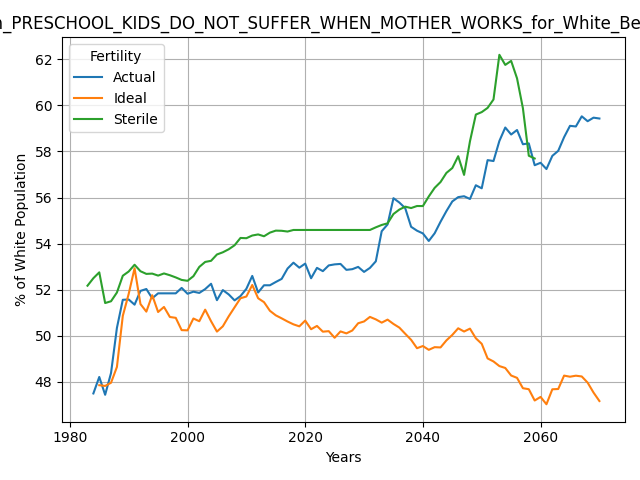 PRESCHOOL_KIDS_DO_NOT_SUFFER_WHEN_MOTHER_WORKS_for_White_Be
Fertility
Actual
Ideal
Sterile
% of White Population
62
60
58
56
54
52
50
48
1980
2000
2020
2040
2060
Years